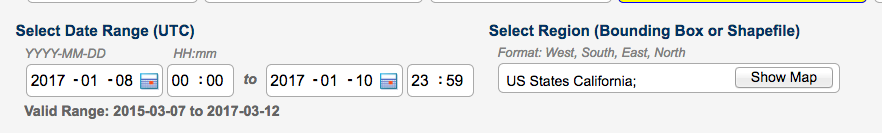 Select Date Range (UTC)
YYYY-MM-DD HH:mm
2017 - 01 - 08 00 : 00 to 2017 - 01 - 10 23 : 59
Valid Range: 2015-03-07 to 2017-03-12
Select Region (Bounding Box or Shapefile)
Format: West, South, East, North
US States California; Show Map